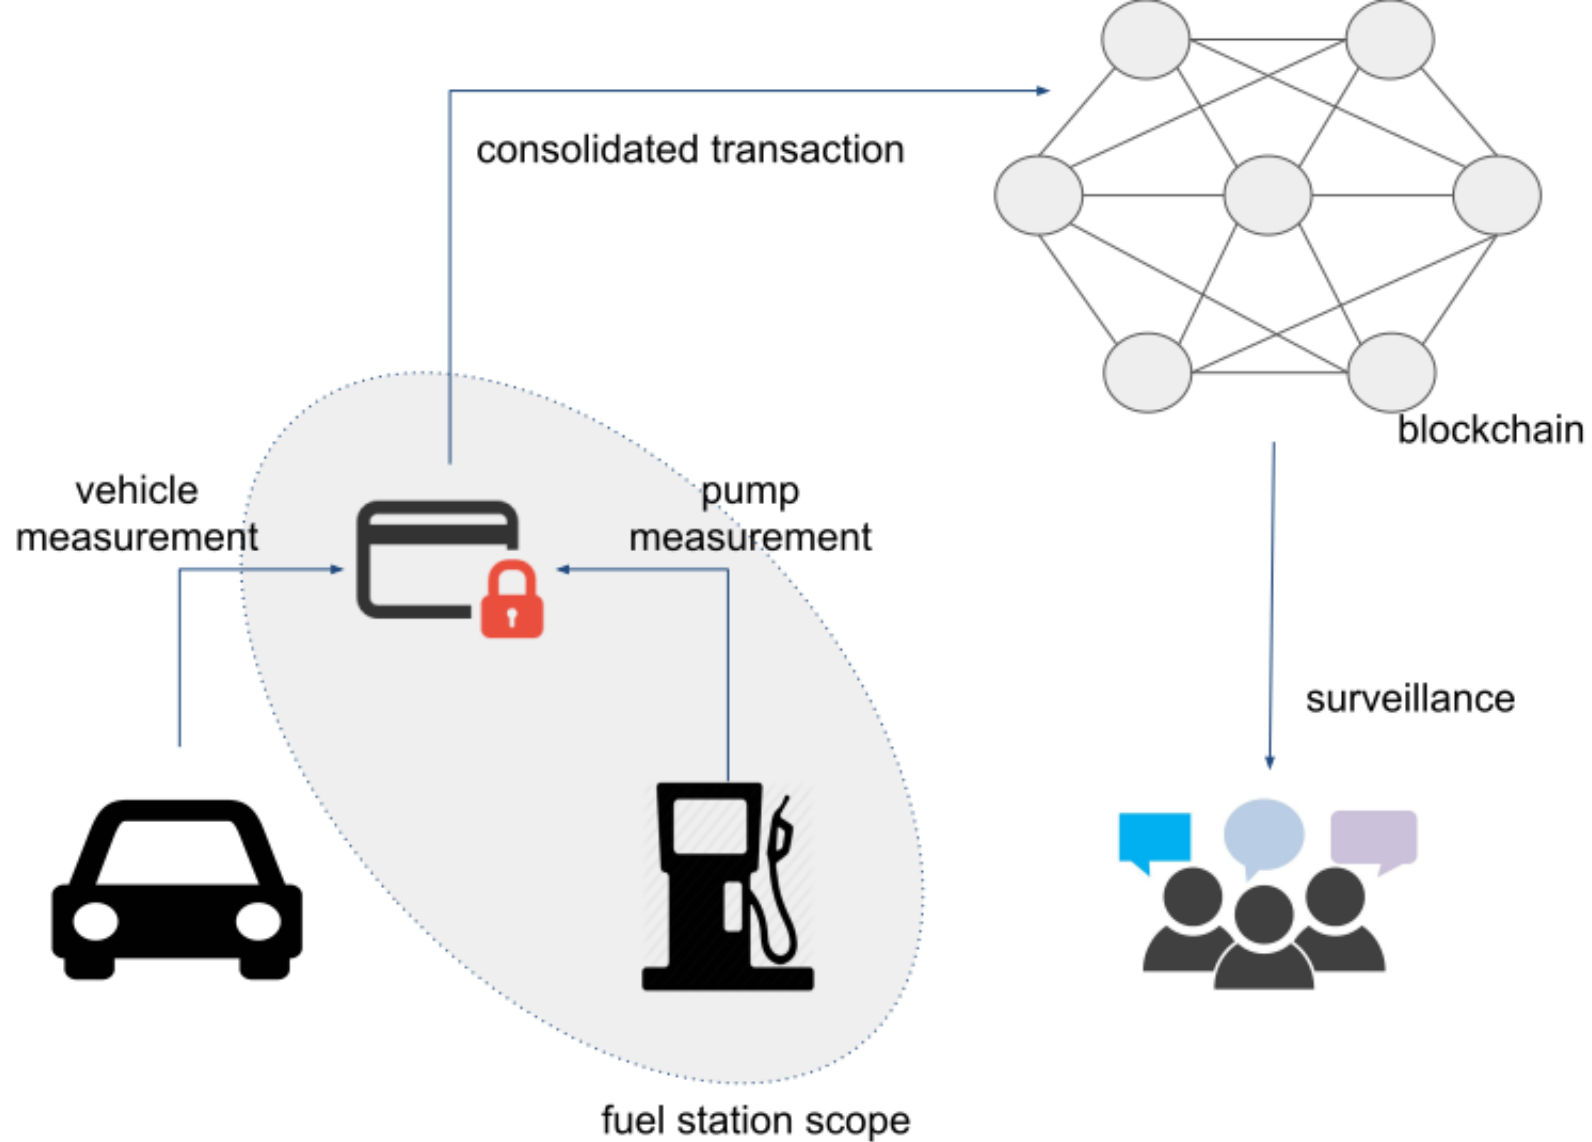 consolidated transaction
blockchain
vehicle
measurement
pump
measurement
surveillance
fuel station scope